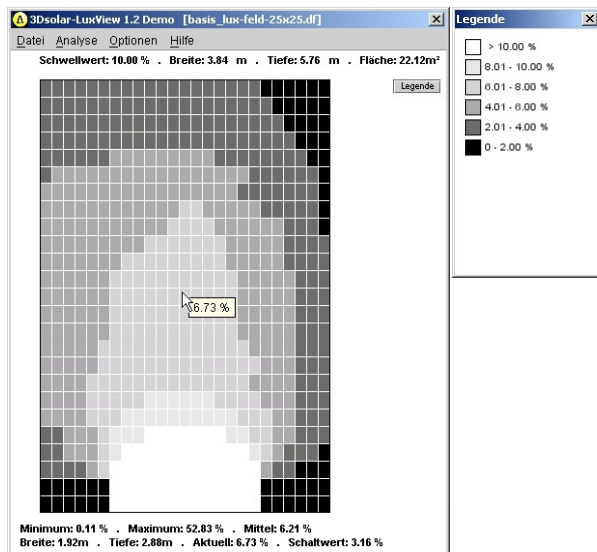 3Dsolar-LuxView 1.2 Demo [basis_lux-feld-25x25.df]
Datei Analyse Optionen Hilfe
Schwellwert: 10.00 % . Breite: 3.84 m . Tiefe: 5.76 m . Fläche: 22.12m²
Legende
6.73 %
Minimum: 0.11 % . Maximum: 52.83 % . Mittel: 6.21 %
Breite: 1.92m . Tiefe: 2.88m . Aktuell: 6.73 % . Schaltwert: 3.16 %
Legende
> 10.00 %
8.01 - 10.00 %
6.01 - 8.00 %
4.01 - 6.00 %
2.01 - 4.00 %
0 - 2.00 %